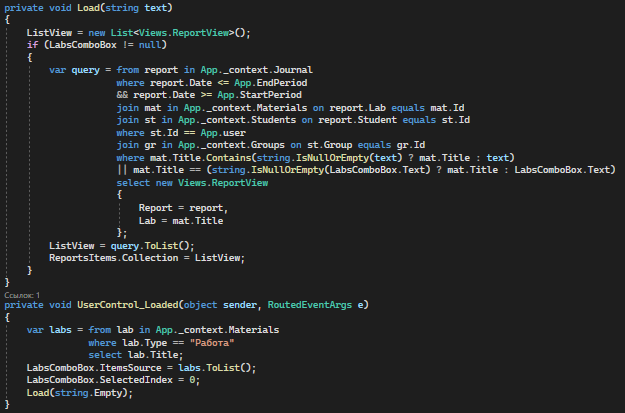 private void Load(string text)
{
ListView = new List<Views.ReportView>();
if (LabsComboBox != null)
{
var query = from report in App._context.Journal
where report.Date <= App.EndPeriod
&& report.Date >= App.StartPeriod
join mat in App._context.Materials on report.Lab equals mat.Id
join st in App._context.Students on report.Student equals st.Id
where st.Id == App.user
join gr in App._context.Groups on st.Group equals gr.Id
where mat.Title.Contains(string.IsNullOrEmpty(text) ? mat.Title : text)
|| mat.Title == (string.IsNullOrEmpty(LabsComboBox.Text) ? mat.Title : LabsComboBox.Text)
select new Views.ReportView
{
Report = report,
Lab = mat.Title
};
ListView = query.ToList();
ReportsItems.Collection = ListView;
}
}
Ссылок: 1
private void UserControl_Loaded(object sender, RoutedEventArgs e)
{
var labs = from lab in App._context.Materials
where lab.Type == "Работа"
select lab.Title;
LabsComboBox.ItemsSource = labs.ToList();
LabsComboBox.SelectedIndex = 0;
Load(string.Empty);
}